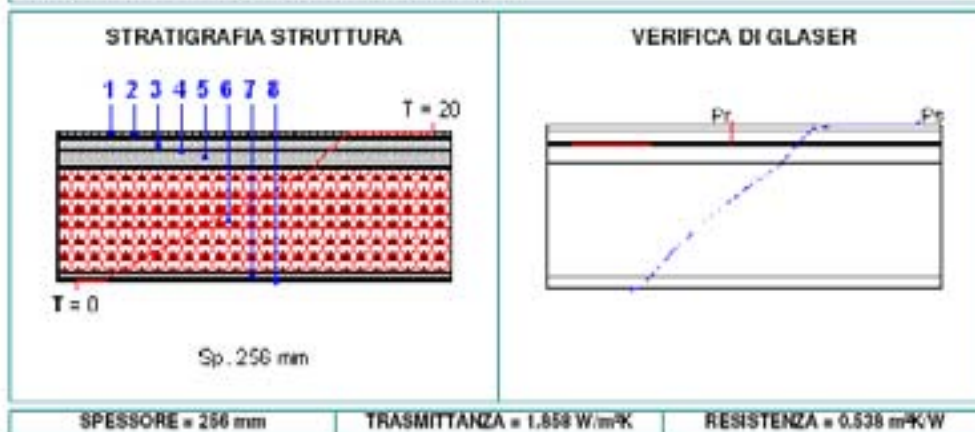 STRATIGRAFIA STRUTTURA
1 2 3 4 5 6 7 8
T = 20
T = 0
Sp. 256 mm
VERIFICA DI GLASER
Pr
Ps
SPESSORE = 256 mm
TRASMITTANZA = 1.858 W/m²K
RESISTENZA = 0.538 m²K/W